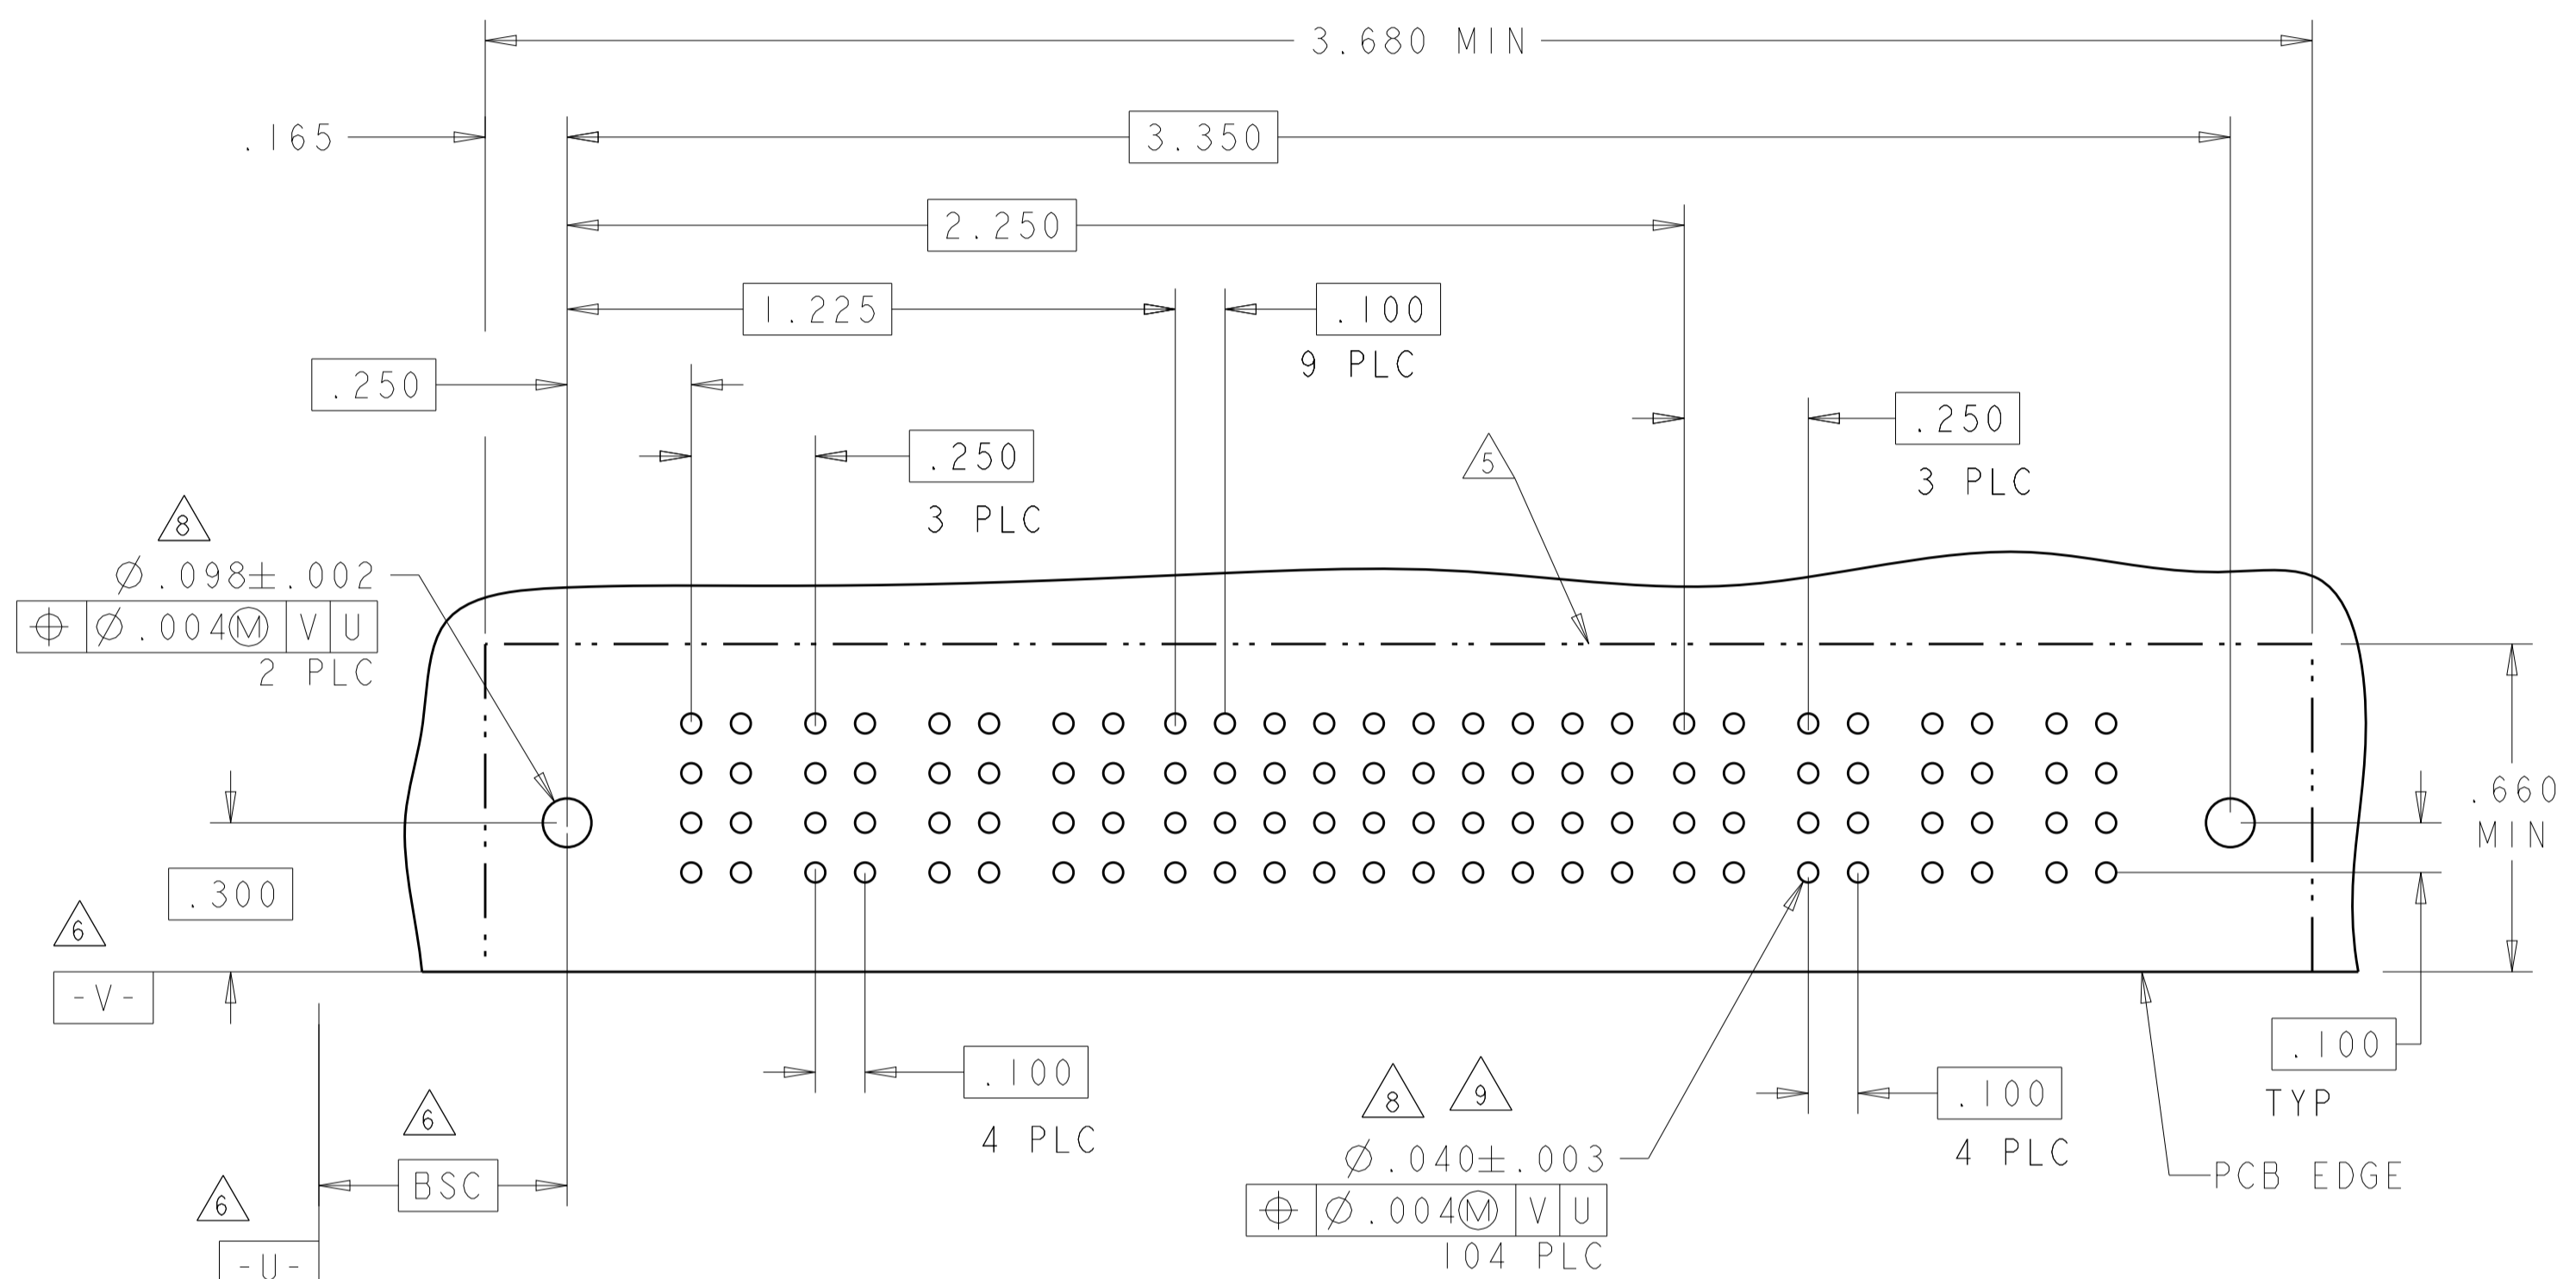 3.680 MIN
.165
3.350
2.250
1.225
.100
9 PLC
.250
.250
3 PLC
.250
3 PLC
5
8
Ø.098±.002
⌖ Ø.004Ⓜ V U
2 PLC
.660
MIN
.300
6
-V-
.100
TYP
.100
4 PLC
8 9
Ø.040±.003
⌖ Ø.004Ⓜ V U
104 PLC
.100
4 PLC
PCB EDGE
6
BSC
6
-U-